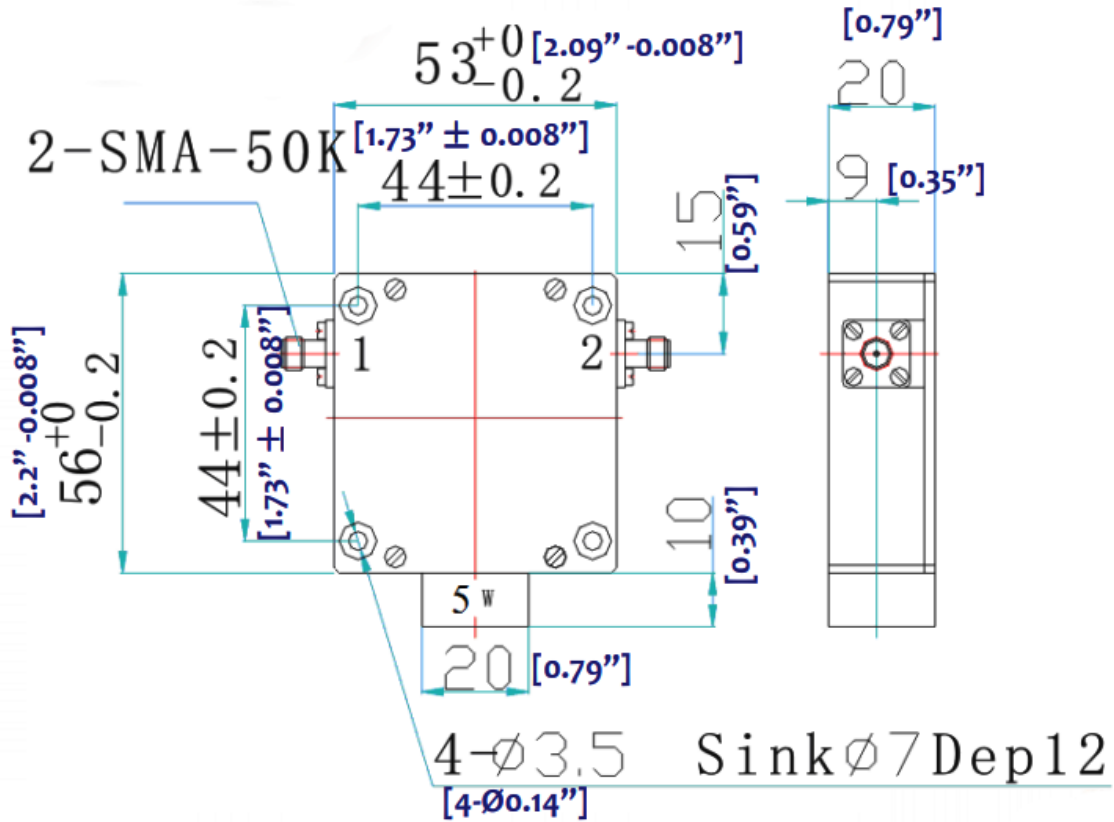 53 +0 -0.2 [2.09” -0.008”]
[0.79”]
20
2-SMA-50K
[1.73” ± 0.008”]
44±0.2
9 [0.35”]
15 [0.59”]
1
2
56 +0 -0.2
[2.2” -0.008”]
44±0.2
[1.73” ± 0.008”]
10
[0.39”]
5 W
20 [0.79”]
4-Ø3.5 SinkØ7Dep12
[4-Ø0.14”]